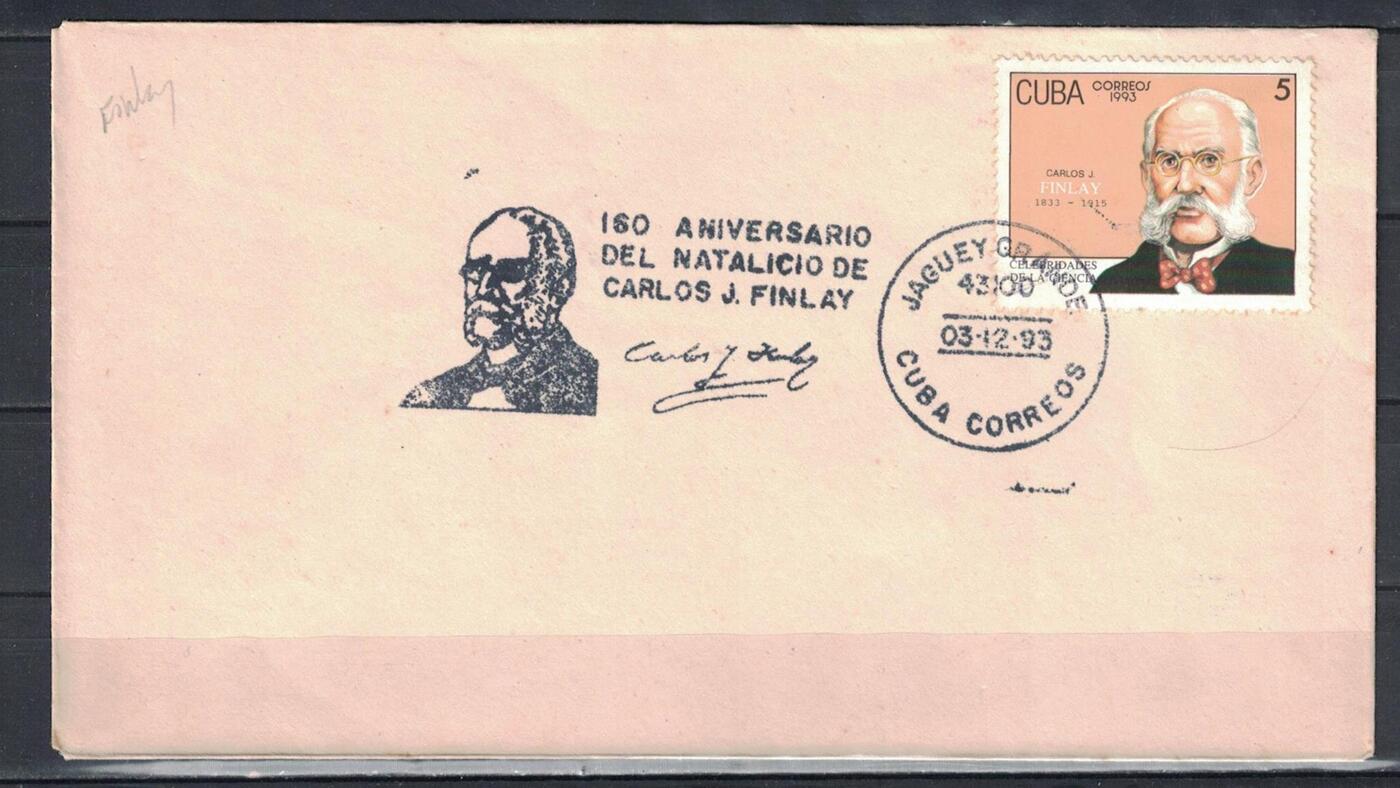 Finlay
CUBA CORREOS 1993 5
CARLOS J.
FINLAY
1833 - 1915
CELEBRIDADES
DE LA CIENCIA
160 ANIVERSARIO
DEL NATALICIO DE
CARLOS J. FINLAY
Carlos J. Finlay
JAGUEY GRANDE
43100
03·12·93
CUBA CORREOS